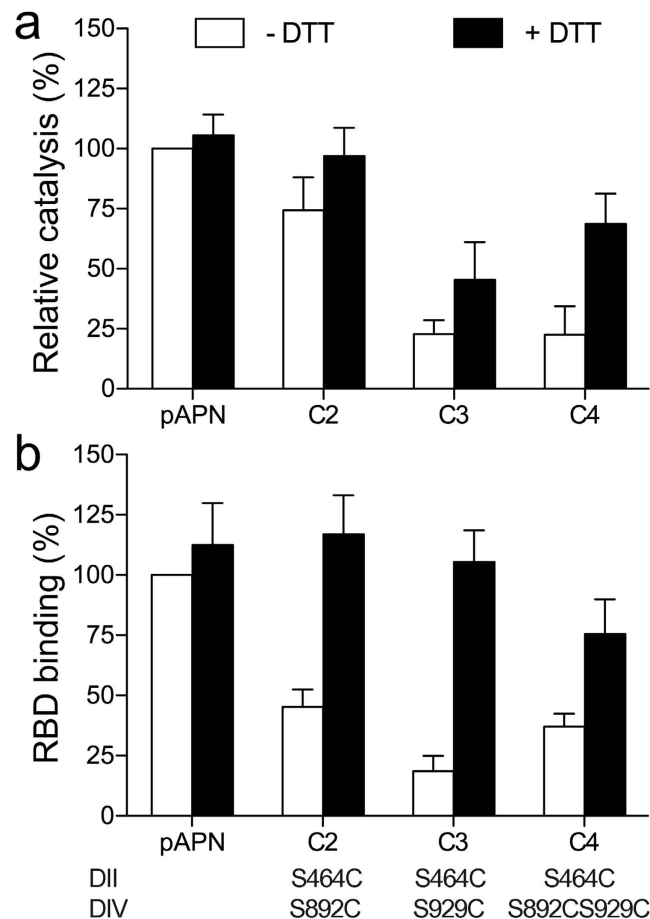 a
- DTT
+ DTT
Relative catalysis (%)
150
125
100
75
50
25
0
pAPN C2 C3 C4
b
RBD binding (%)
150
125
100
75
50
25
0
pAPN C2 C3 C4
DII S464C S464C S464C
DIV S892C S929C S892CS929C